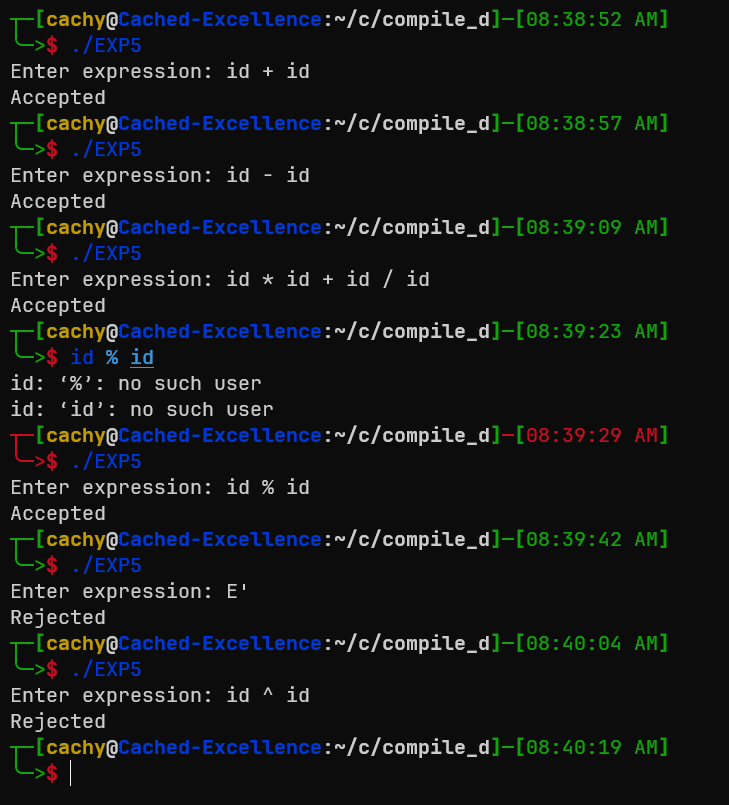 ┬─[cachy@Cached-Excellence:~/c/compile_d]─[08:38:52 AM]
╰─>$ ./EXP5
Enter expression: id + id
Accepted
┬─[cachy@Cached-Excellence:~/c/compile_d]─[08:38:57 AM]
╰─>$ ./EXP5
Enter expression: id - id
Accepted
┬─[cachy@Cached-Excellence:~/c/compile_d]─[08:39:09 AM]
╰─>$ ./EXP5
Enter expression: id * id + id / id
Accepted
┬─[cachy@Cached-Excellence:~/c/compile_d]─[08:39:23 AM]
╰─>$ id % id
id: ‘%’: no such user
id: ‘id’: no such user
┬─[cachy@Cached-Excellence:~/c/compile_d]─[08:39:29 AM]
╰─>$ ./EXP5
Enter expression: id % id
Accepted
┬─[cachy@Cached-Excellence:~/c/compile_d]─[08:39:42 AM]
╰─>$ ./EXP5
Enter expression: E'
Rejected
┬─[cachy@Cached-Excellence:~/c/compile_d]─[08:40:04 AM]
╰─>$ ./EXP5
Enter expression: id ^ id
Rejected
┬─[cachy@Cached-Excellence:~/c/compile_d]─[08:40:19 AM]
╰─>$